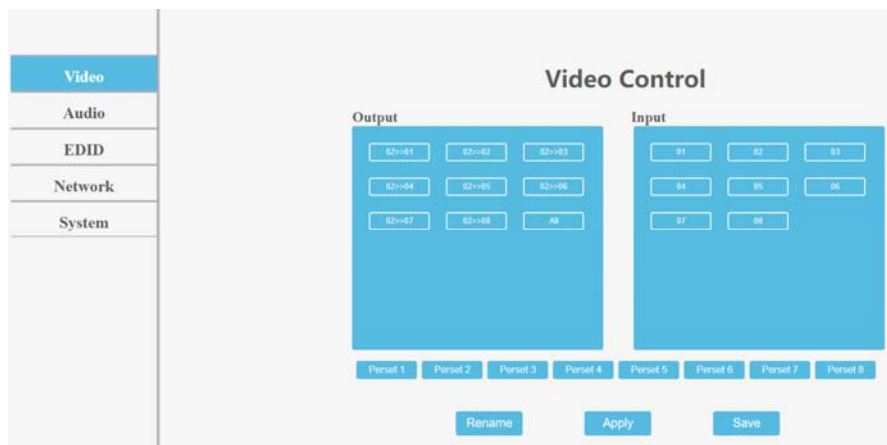 Video
Audio
EDID
Network
System
Video Control
Output
02>>01 02>>02 02>>03
02>>04 02>>05 02>>06
02>>07 02>>08 All
Input
01 02 03
04 05 06
07 08
Perset 1 Perset 2 Perset 3 Perset 4 Perset 5 Perset 6 Perset 7 Perset 8
Rename Apply Save